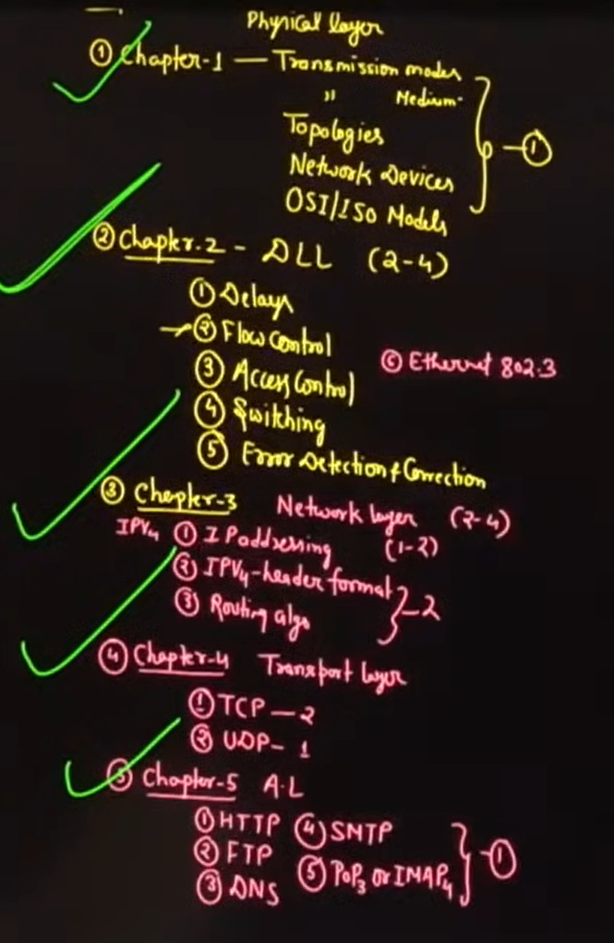 Physical layer
① Chapter-1 — Transmission modes
" Medium
Topologies
Network Devices
OSI/ISO Models
①
② Chapter-2 - DLL (2-4)
① Delays
② Flow Control
③ Access Control
⑥ Ethernet 802.3
④ Switching
⑤ Error Detection & Correction
③ Chapter-3 Network layer (2-4)
IPV4 ① IP addressing (1-2)
② IPV4-header format
③ Routing algo
-2
④ Chapter-4 Transport layer
① TCP — 2
② UDP - 1
⑤ Chapter-5 A.L
① HTTP ④ SMTP
② FTP ⑤ POP3 or IMAP4
③ DNS
-①